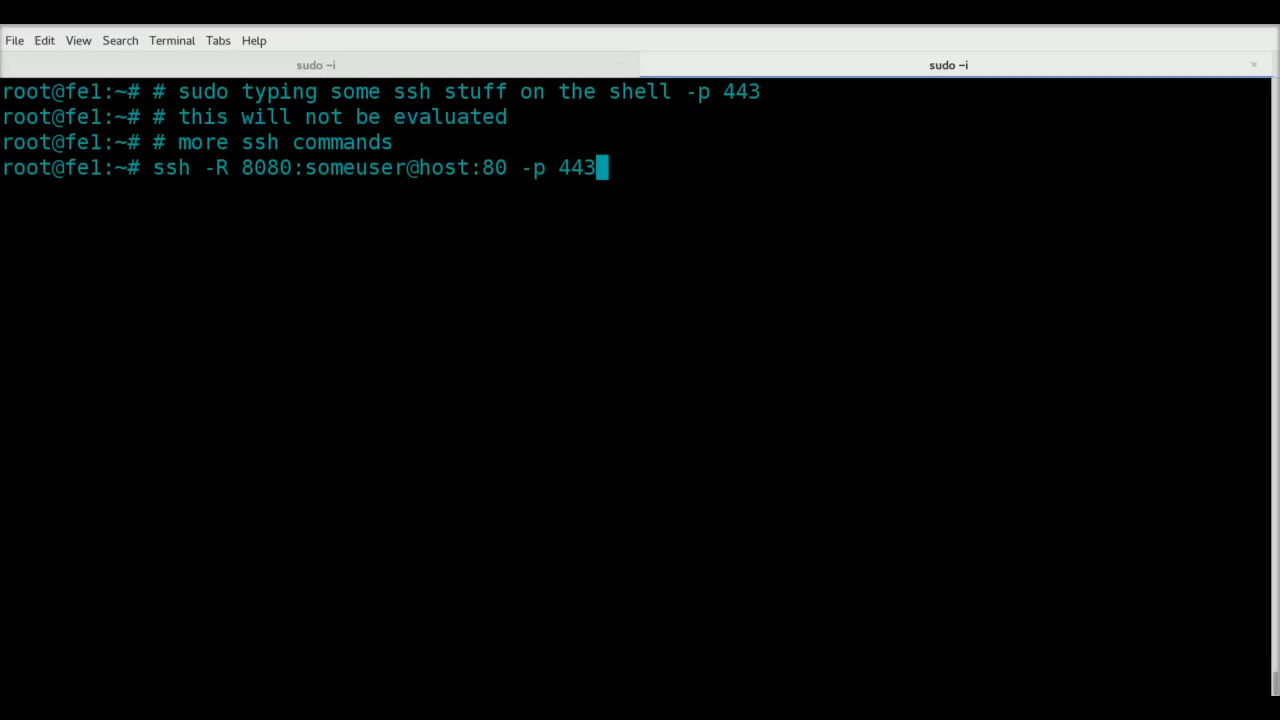 File Edit View Search Terminal Tabs Help
sudo -i sudo -i ×
root@fe1:~# # sudo typing some ssh stuff on the shell -p 443
root@fe1:~# # this will not be evaluated
root@fe1:~# # more ssh commands
root@fe1:~# ssh -R 8080:someuser@host:80 -p 443